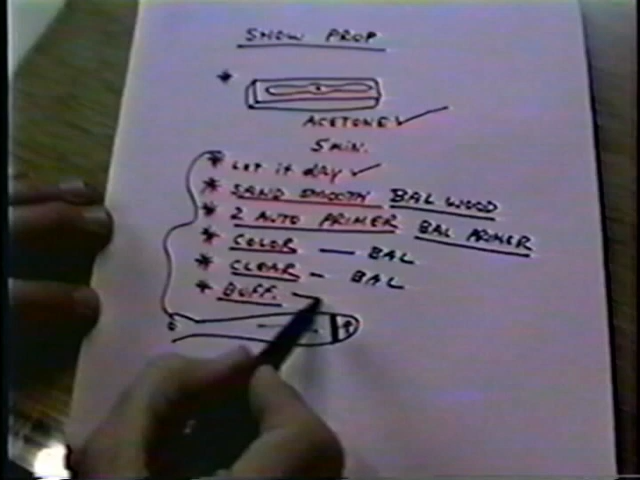 SHOW PROP
* 
ACETONE ✓
5 MIN.
* Let it dry ✓
* SAND SMOOTH BAL WOOD
* 2 AUTO PRIMER BAL PRIMER
* COLOR — BAL
* CLEAR - BAL
* BUFF. —